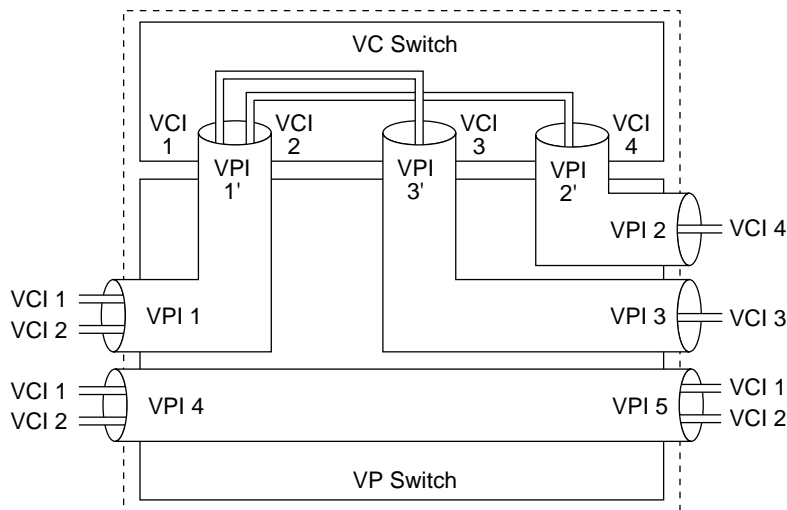 VC Switch
VCI
1
VCI
2
VCI
3
VCI
4
VPI
1'
VPI
3'
VPI
2'
VPI 2
VCI 4
VCI 1
VCI 2
VPI 1
VPI 3
VCI 3
VCI 1
VCI 2
VPI 4
VPI 5
VCI 1
VCI 2
VP Switch